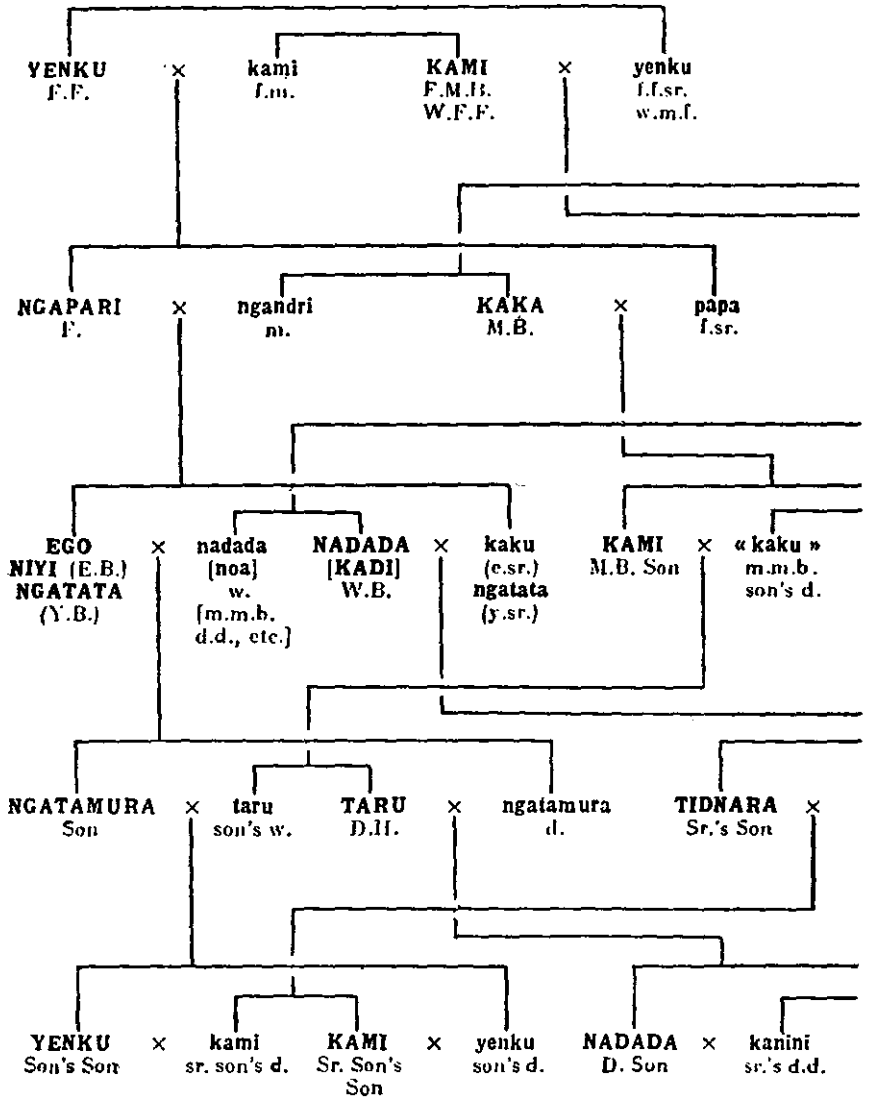 YENKU × kami KAMI × yenku
F.F. f.m. F.M.B. f.f.sr.
W.F.F. w.m.f.
NGAPARI × ngandri KAKA × papa
F. m. M.B. f.sr.
EGO × nadada NADADA × kaku KAMI × « kaku »
NIYI (E.B.) [noa] [KADI] (e.sr.) M.B. Son m.m.b.
NGATATA w. W.B. ngatata son's d.
(Y.B.) [m.m.b. (y.sr.)
d.d., etc.]
NGATAMURA × taru TARU × ngatamura TIDNARA ×
Son son's w. D.H. d. Sr.'s Son
YENKU × kami KAMI × yenku NADADA × kanini
Son's Son sr. son's d. Sr. Son's son's d. D. Son sr.'s d.d.
Son